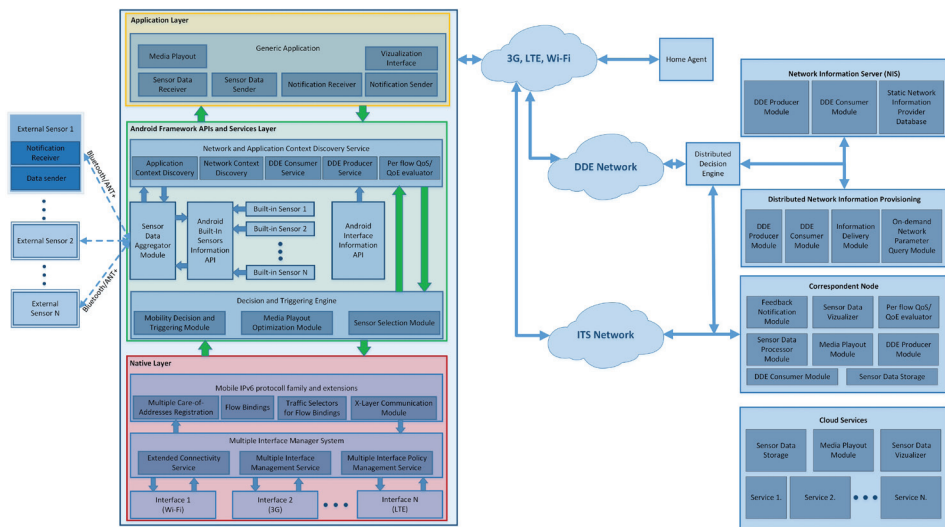 Application Layer
Generic Application
Media Playout
Vizualization
Interface
Sensor Data
Receiver
Sensor Data
Sender
Notification Receiver
Notification Sender
Android Framework APIs and Services Layer
Network and Application Context Discovery Service
Application
Context Discovery
Network Context
Discovery
DDE Consumer
Service
DDE Producer
Service
Per flow QoS/
QoE evaluator
Sensor
Data
Aggregator
Module
Android
Built-In
Sensors
Information
API
Built-in Sensor 1
Built-in Sensor 2
Built-in Sensor N
Android
Interface
Information
API
Decision and Triggering Engine
Mobility Decision and
Triggering Module
Media Playout
Optimization Module
Sensor Selection Module
Native Layer
Mobile IPv6 protocoll family and extensions
Multiple Care-of-
Addresses Registration
Flow Bindings
Traffic Selectors
for Flow Bindings
X-Layer Communication
Module
Multiple Interface Manager System
Extended Connectivity
Service
Multiple Interface
Management Service
Multiple Interface Policy
Management Service
Interface 1
(Wi-Fi)
Interface 2
(3G)
Interface N
(LTE)
External Sensor 1
Notification
Receiver
Data sender
External Sensor 2
External
Sensor N
Bluetooth/ANT+
Bluetooth/ANT+
3G, LTE, Wi-Fi
Home Agent
DDE Network
Distributed
Decision
Engine
ITS Network
Network Information Server (NIS)
DDE Producer
Module
DDE Consumer
Module
Static Network
Information
Provider
Database
Distributed Network Information Provisioning
DDE
Producer
Module
DDE
Consumer
Module
Information
Delivery
Module
On-demand
Network
Parameter
Query Module
Correspondent Node
Feedback
Notification
Module
Sensor Data
Vizualizer
Per flow QoS/
QoE evaluator
Sensor Data
Processor
Module
Media Playout
Module
DDE Producer
Module
DDE Consumer Module
Sensor Data Storage
Cloud Services
Sensor Data
Storage
Media Playout
Module
Sensor Data
Vizualizer
Service 1.
Service 2.
Service N.